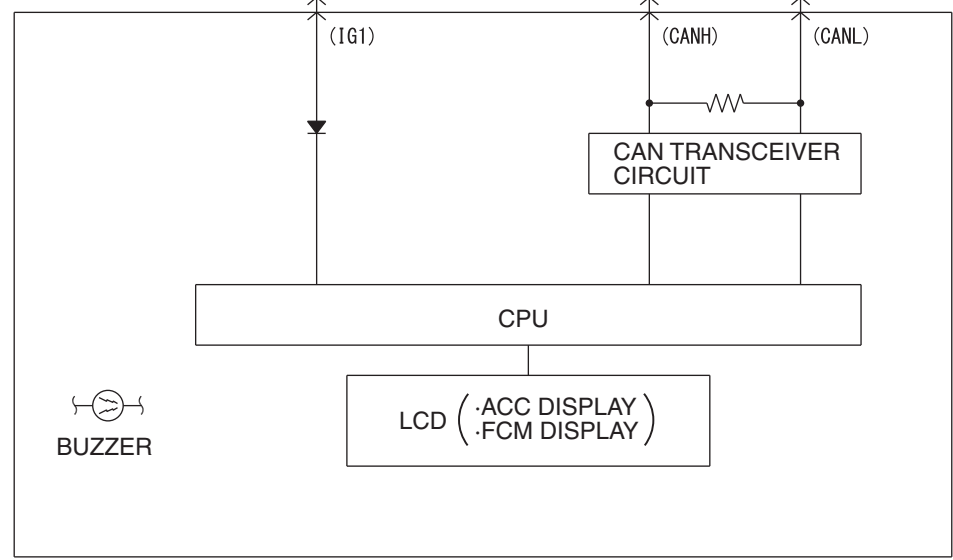 (IG1) (CANH) (CANL)
CAN TRANSCEIVER
CIRCUIT
CPU
LCD (·ACC DISPLAY
·FCM DISPLAY)
BUZZER